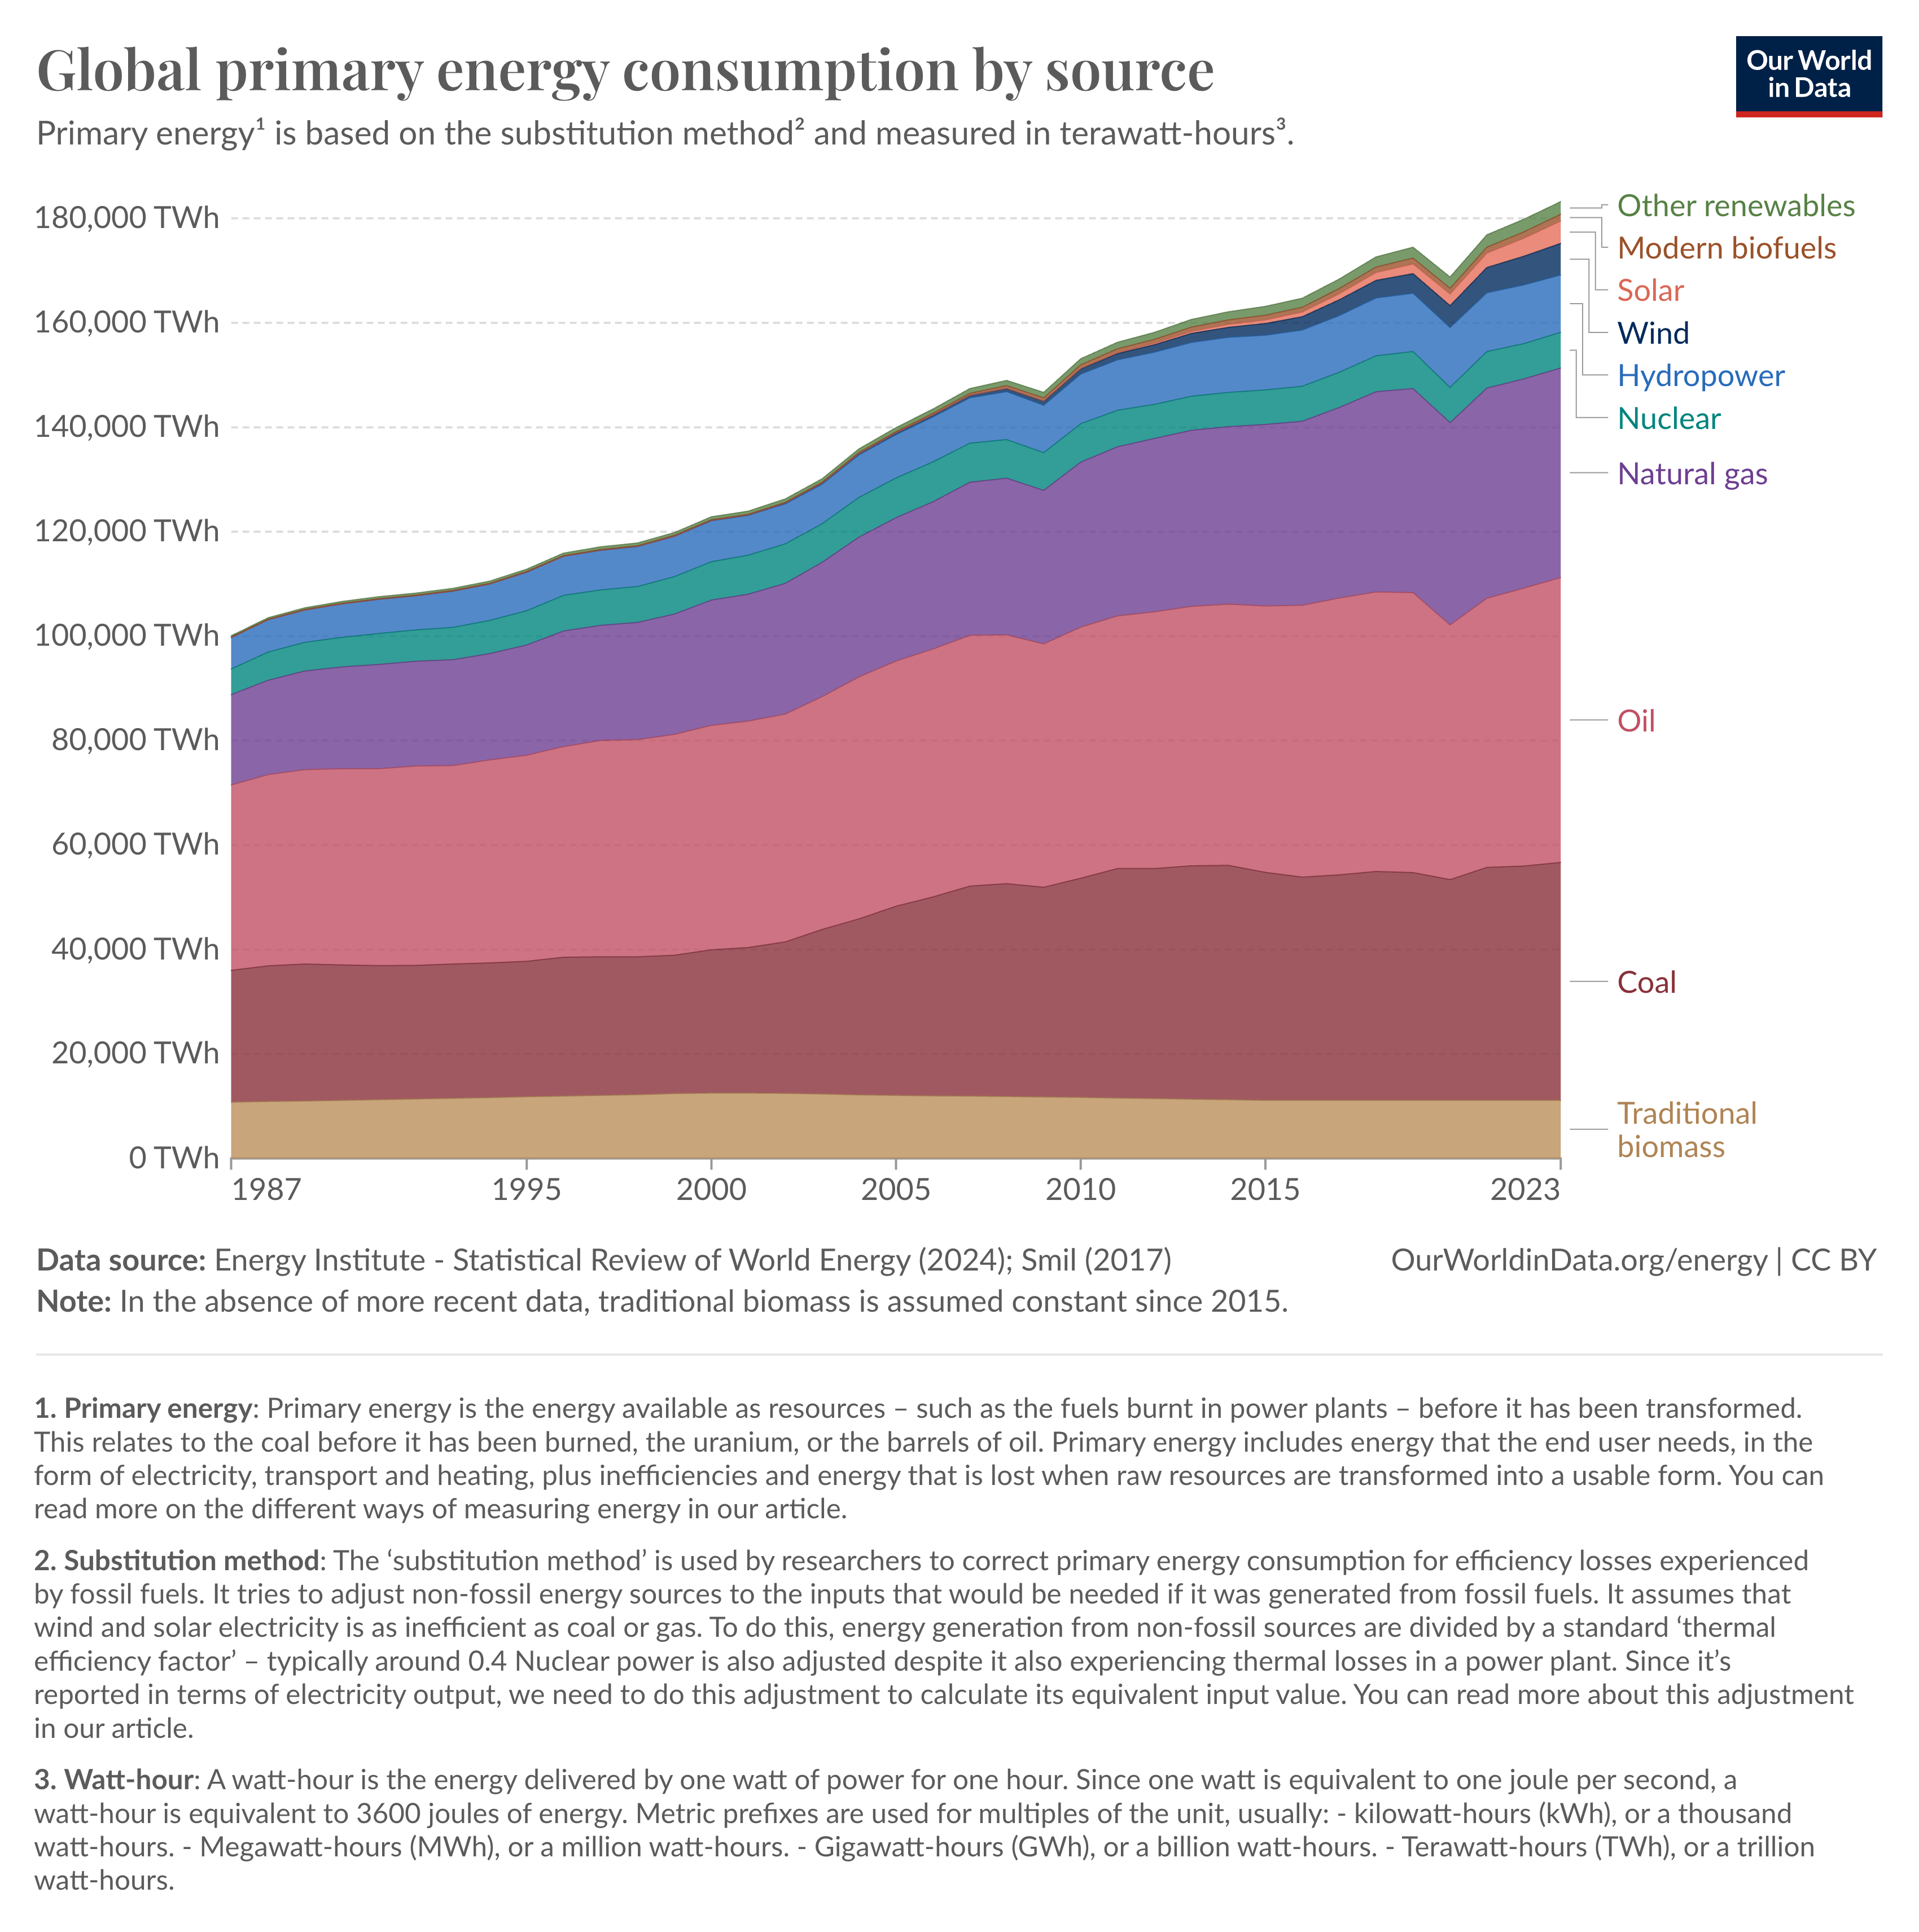 Global primary energy consumption by source
Our World
in Data
Primary energy¹ is based on the substitution method² and measured in terawatt-hours³.
180,000 TWh
160,000 TWh
140,000 TWh
120,000 TWh
100,000 TWh
80,000 TWh
60,000 TWh
40,000 TWh
20,000 TWh
0 TWh
Other renewables
Modern biofuels
Solar
Wind
Hydropower
Nuclear
Natural gas
Oil
Coal
Traditional
biomass
1987
1995
2000
2005
2010
2015
2023
Data source: Energy Institute - Statistical Review of World Energy (2024); Smil (2017)
OurWorldinData.org/energy | CC BY
Note: In the absence of more recent data, traditional biomass is assumed constant since 2015.
1. Primary energy: Primary energy is the energy available as resources – such as the fuels burnt in power plants – before it has been transformed.
This relates to the coal before it has been burned, the uranium, or the barrels of oil. Primary energy includes energy that the end user needs, in the
form of electricity, transport and heating, plus inefficiencies and energy that is lost when raw resources are transformed into a usable form. You can
read more on the different ways of measuring energy in our article.
2. Substitution method: The ‘substitution method’ is used by researchers to correct primary energy consumption for efficiency losses experienced
by fossil fuels. It tries to adjust non-fossil energy sources to the inputs that would be needed if it was generated from fossil fuels. It assumes that
wind and solar electricity is as inefficient as coal or gas. To do this, energy generation from non-fossil sources are divided by a standard ‘thermal
efficiency factor’ – typically around 0.4 Nuclear power is also adjusted despite it also experiencing thermal losses in a power plant. Since it’s
reported in terms of electricity output, we need to do this adjustment to calculate its equivalent input value. You can read more about this adjustment
in our article.
3. Watt-hour: A watt-hour is the energy delivered by one watt of power for one hour. Since one watt is equivalent to one joule per second, a
watt-hour is equivalent to 3600 joules of energy. Metric prefixes are used for multiples of the unit, usually: - kilowatt-hours (kWh), or a thousand
watt-hours. - Megawatt-hours (MWh), or a million watt-hours. - Gigawatt-hours (GWh), or a billion watt-hours. - Terawatt-hours (TWh), or a trillion
watt-hours.